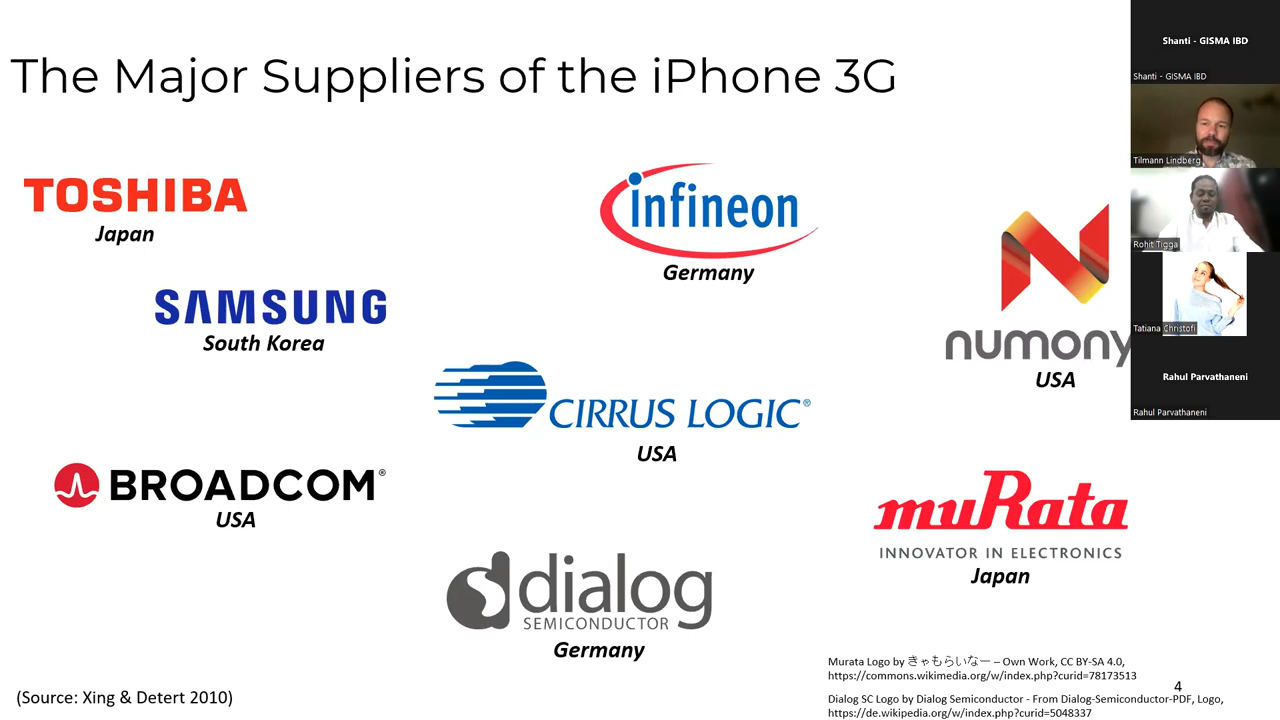 The Major Suppliers of the iPhone 3G
TOSHIBA
Japan
infineon
Germany
SAMSUNG
South Korea
numony
USA
CIRRUS LOGIC®
USA
BROADCOM®
USA
muRata
INNOVATOR IN ELECTRONICS
Japan
dialog
SEMICONDUCTOR
Germany
Murata Logo by きゃもらいなー – Own Work, CC BY-SA 4.0,
https://commons.wikimedia.org/w/index.php?curid=78173513
4
Dialog SC Logo by Dialog Semiconductor - From Dialog-Semiconductor-PDF, Logo,
https://de.wikipedia.org/w/index.php?curid=5048337
(Source: Xing & Detert 2010)
Shanti - GISMA IBD
Shanti - GISMA IBD
Tilmann Lindberg
Rohit Tigga
Tatiana Christofi
Rahul Parvathaneni
Rahul Parvathaneni